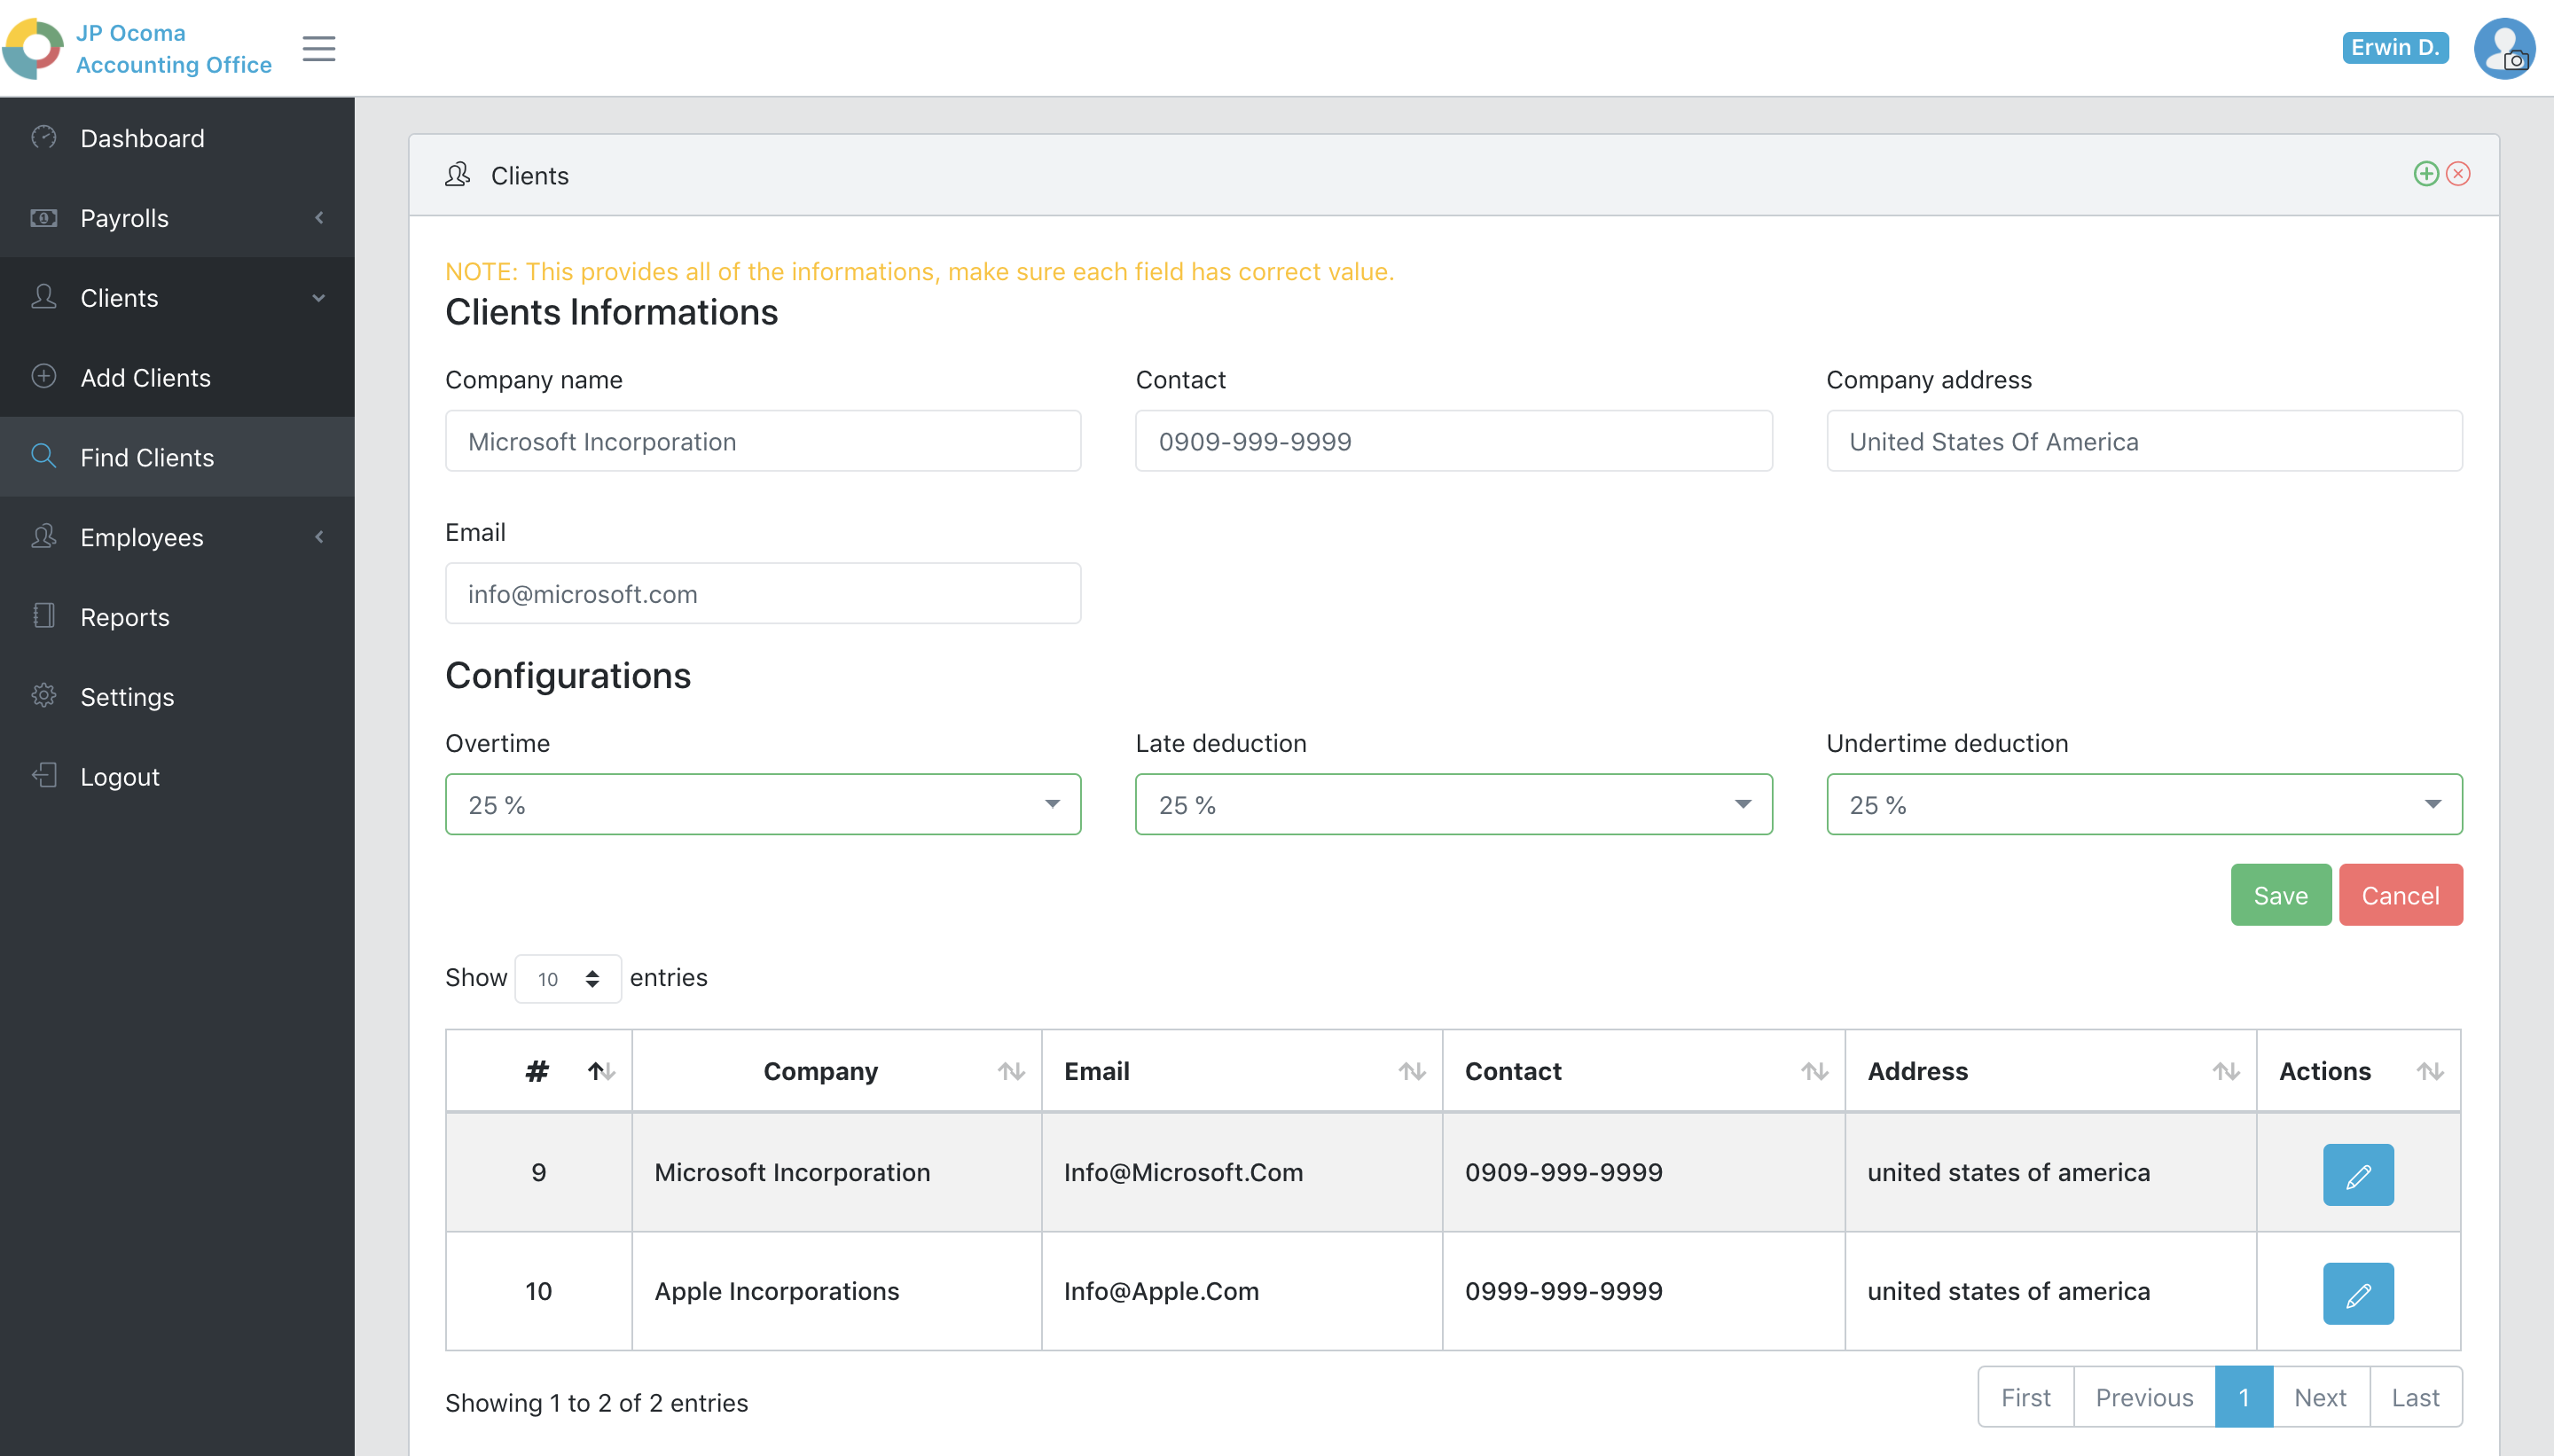 JP Ocoma
Accounting Office
Erwin D.
Dashboard
Payrolls
Clients
Add Clients
Find Clients
Employees
Reports
Settings
Logout
Clients
NOTE: This provides all of the informations, make sure each field has correct value.
Clients Informations
Company name Contact Company address
Microsoft Incorporation 0909-999-9999 United States Of America
Email
info@microsoft.com
Configurations
Overtime Late deduction Undertime deduction
25 % 25 % 25 %
Save Cancel
Show 10 entries
# Company Email Contact Address Actions
9 Microsoft Incorporation Info@Microsoft.Com 0909-999-9999 united states of america
10 Apple Incorporations Info@Apple.Com 0999-999-9999 united states of america
Showing 1 to 2 of 2 entries First Previous 1 Next Last